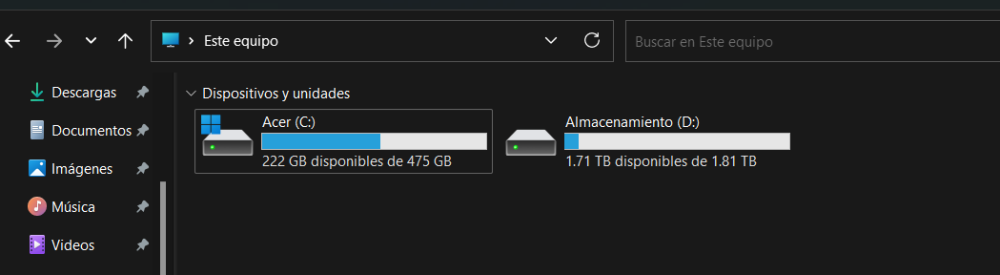 Este equipo
Buscar en Este equipo
Descargas
Documentos
Imágenes
Música
Videos
Dispositivos y unidades
Acer (C:)
222 GB disponibles de 475 GB
Almacenamiento (D:)
1.71 TB disponibles de 1.81 TB